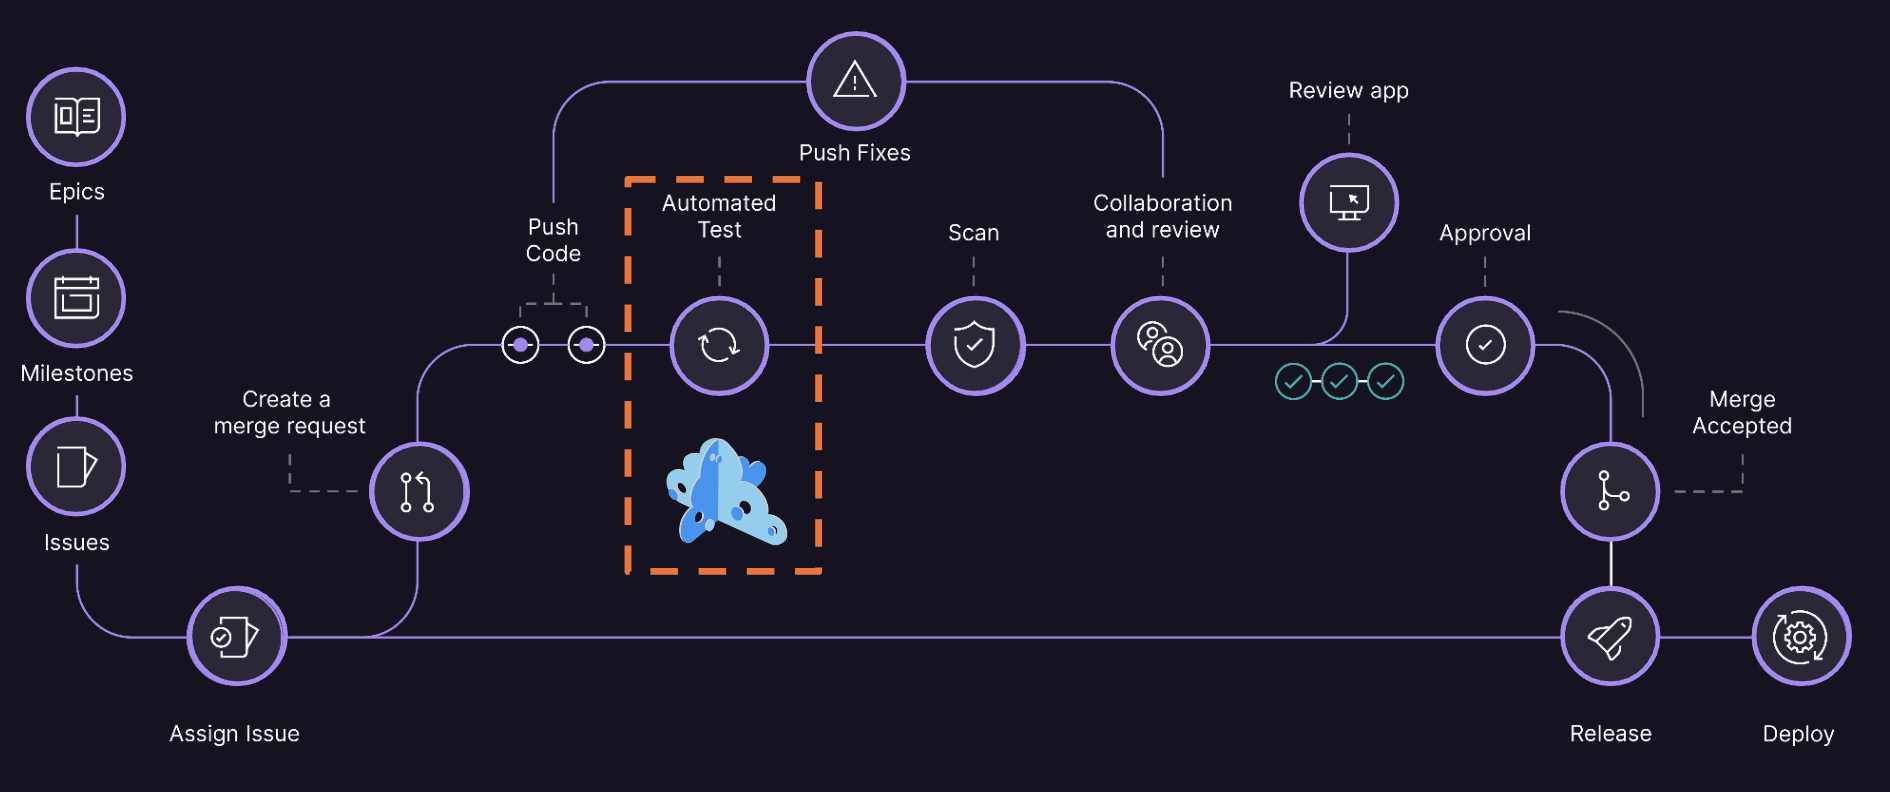 Epics
Milestones
Issues
Assign Issue
Create a
merge request
Push
Code
Push Fixes
Automated
Test
Scan
Collaboration
and review
Review app
Approval
Merge
Accepted
Release
Deploy